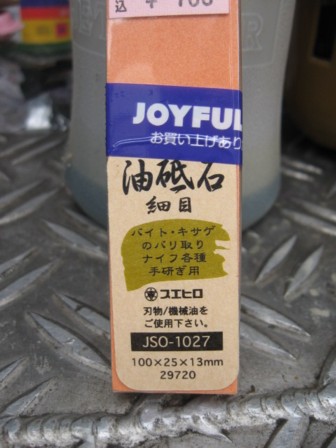 込
JOYFUL
お買い上げあり
油砥石
細目
バイト・キサゲ
のバリ取り
ナイフ各種
手研ぎ用
スエヒロ
刃物/機械油を
ご使用下さい。
JSO-1027
100×25×13mm
29720